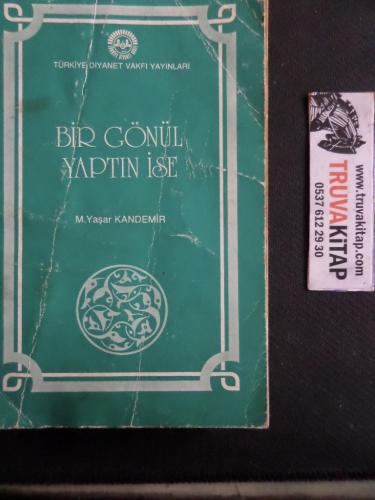 TÜRKİYE DİYANET VAKFI YAYINLARI
BİR GÖNÜL
YAPTIN İSE
M.Yaşar KANDEMİR
www.truvakitap.com
TRUVAKİTAP
0537 612 29 30